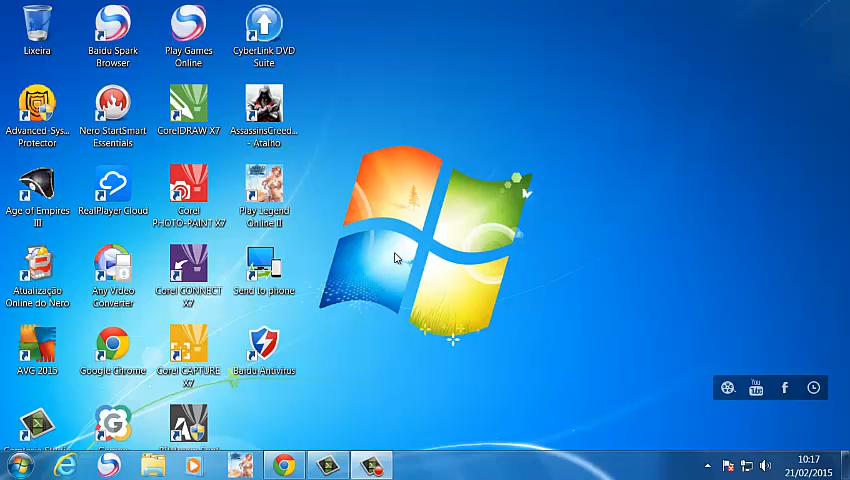 Lixeira
Baidu Spark
Browser
Play Games
Online
CyberLink DVD
Suite
Advanced-Sys...
Protector
Nero StartSmart
Essentials
CorelDRAW X7
AssassinsCreed...
- Atalho
Age of Empires
III
RealPlayer Cloud
Corel
PHOTO-PAINT X7
Play Legend
Online II
Atualização
Online do Nero
Any Video
Converter
Corel CONNECT
X7
Send to phone
AVG 2015
Google Chrome
Corel CAPTURE
X7
Baidu Antivirus
You
Tube
f
10:17
21/02/2015